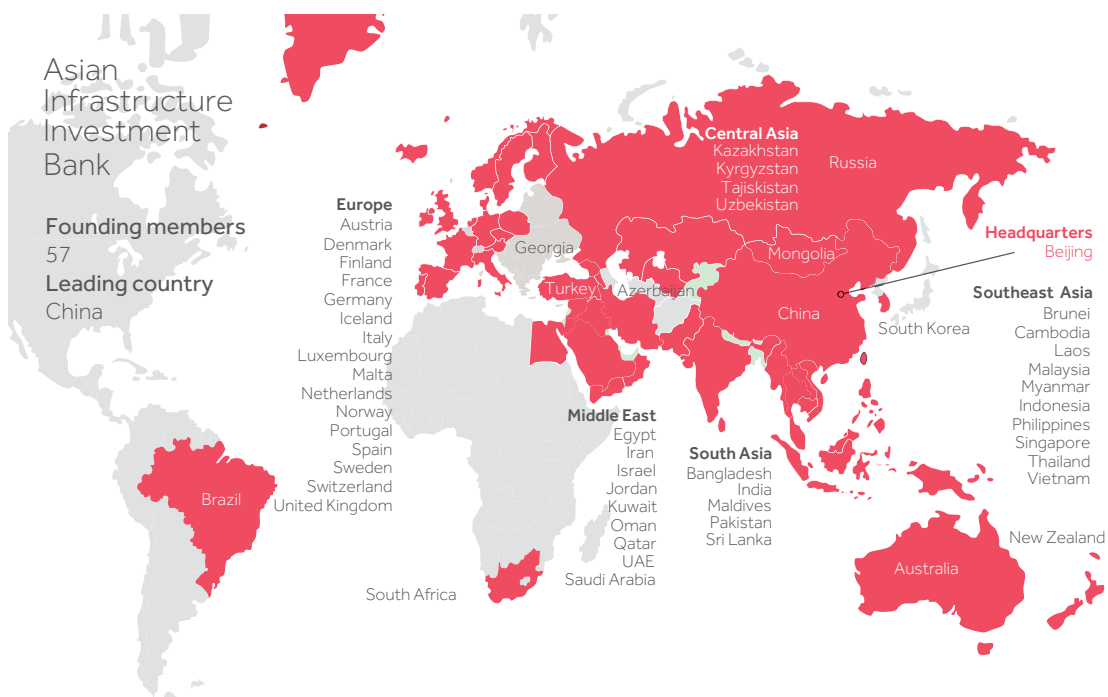 Asian
Infrastructure
Investment
Bank
Founding members
57
Leading country
China
Europe
Austria
Denmark
Finland
France
Germany
Iceland
Italy
Luxembourg
Malta
Netherlands
Norway
Portugal
Spain
Sweden
Switzerland
United Kingdom
Central Asia
Kazakhstan
Kyrgyzstan
Tajiskistan
Uzbekistan
Russia
Georgia
Mongolia
Turkey
Azerbaijan
China
South Korea
Headquarters
Beijing
Southeast Asia
Brunei
Cambodia
Laos
Malaysia
Myanmar
Indonesia
Philippines
Singapore
Thailand
Vietnam
Middle East
Egypt
Iran
Israel
Jordan
Kuwait
Oman
Qatar
UAE
Saudi Arabia
South Asia
Bangladesh
India
Maldives
Pakistan
Sri Lanka
Brazil
South Africa
New Zealand
Australia